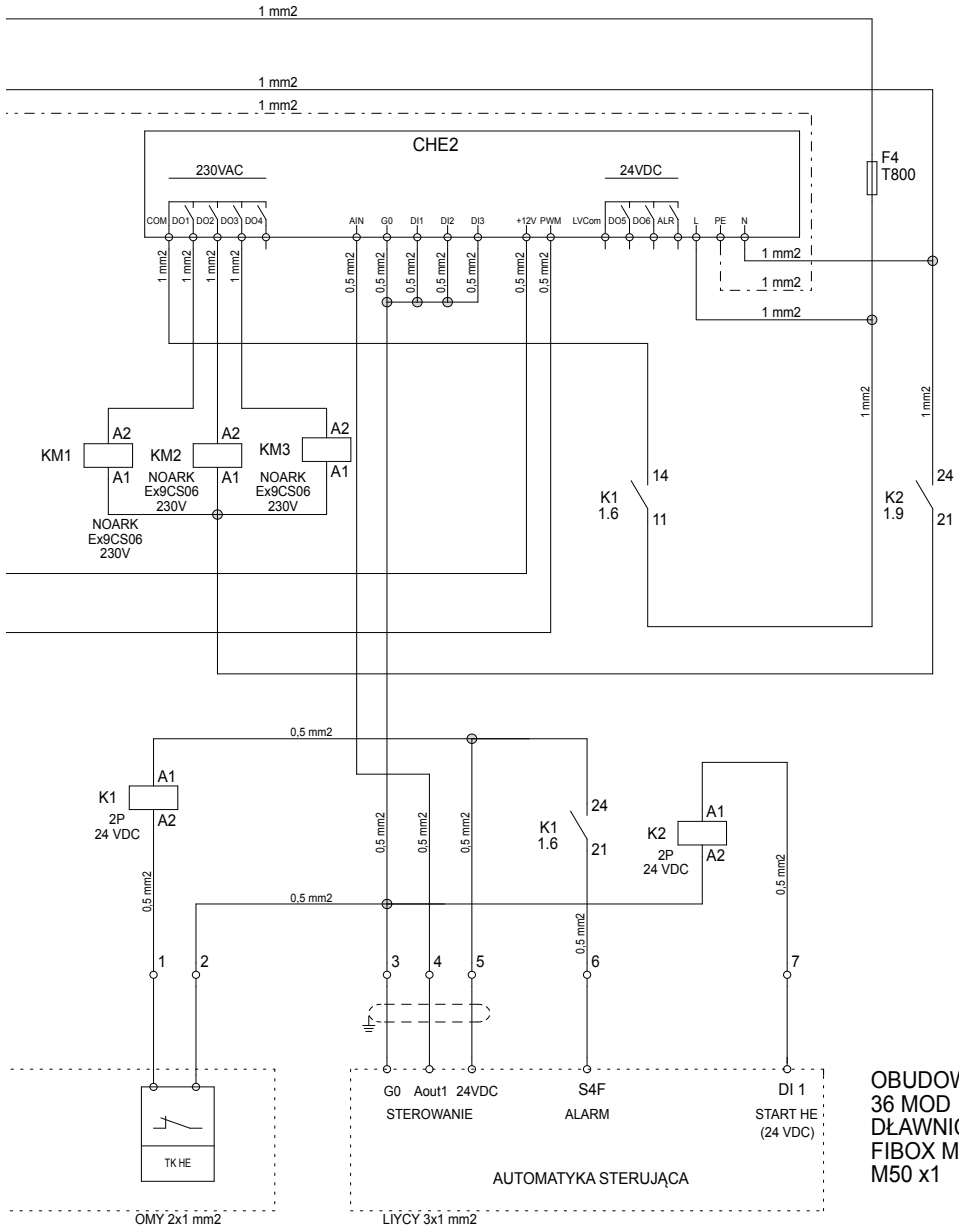 1 mm2
1 mm2
1 mm2
CHE2
F4
T800
230VAC
24VDC
COM DO1 DO2 DO3 DO4 AIN G0 DI1 DI2 DI3 +12V PWM LVCom DO5 DO6 ALR L PE N
1 mm2 1 mm2 1 mm2 1 mm2 0,5 mm2 0,5 mm2 0,5 mm2 0,5 mm2 0,5 mm2 0,5 mm2 0,5 mm2
1 mm2
1 mm2
1 mm2
1 mm2 1 mm2
KM1
A2
A1
NOARK
Ex9CS06
230V
KM2
A2
A1
NOARK
Ex9CS06
230V
KM3
A2
A1
NOARK
Ex9CS06
230V
K1
1.6
14
11
K2
1.9
24
21
0,5 mm2
K1
2P
24 VDC
A1
A2
0,5 mm2 0,5 mm2 0,5 mm2
K1
1.6
24
21
K2
2P
24 VDC
A1
A2
0,5 mm2
0,5 mm2
0,5 mm2
0,5 mm2
1 2 3 4 5 6 7
G0 Aout1 24VDC
STEROWANIE
S4F
ALARM
DI 1
START HE
(24 VDC)
TK HE
AUTOMATYKA STERUJĄCA
OMY 2x1 mm2
LIYCY 3x1 mm2
OBUDOW
36 MOD
DŁAWNIC
FIBOX M
M50 x1